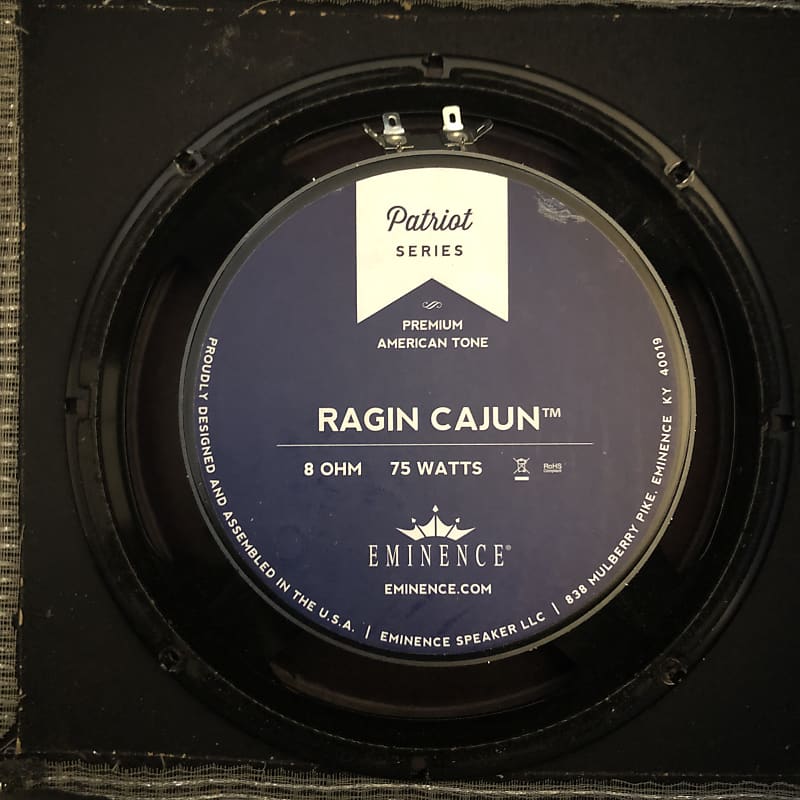 Patriot
SERIES
PREMIUM
AMERICAN TONE
RAGIN CAJUN™
8 OHM 75 WATTS RoHS
Compliant
EMINENCE®
EMINENCE.COM
PROUDLY DESIGNED AND ASSEMBLED IN THE U.S.A. | EMINENCE SPEAKER LLC | 838 MULBERRY PIKE. EMINENCE KY 40019